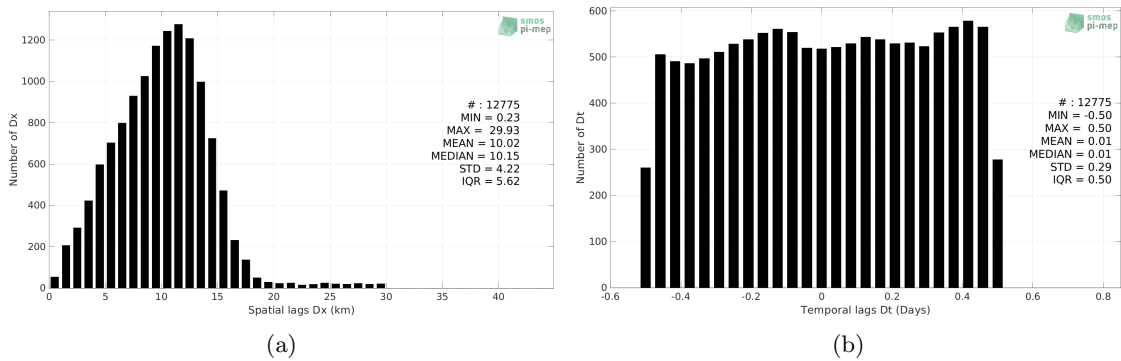 smos
pi-mep
1200
1000
800
600
400
200
0
Number of Dx
# : 12775
MIN = 0.23
MAX = 29.93
MEAN = 10.02
MEDIAN = 10.15
STD = 4.22
IQR = 5.62
0 5 10 15 20 25 30 35 40
Spatial lags Dx (km)
(a)
smos
pi-mep
600
500
400
300
200
100
0
Number of Dt
# : 12775
MIN = -0.50
MAX = 0.50
MEAN = 0.01
MEDIAN = 0.01
STD = 0.29
IQR = 0.50
-0.6 -0.4 -0.2 0 0.2 0.4 0.6 0.8
Temporal lags Dt (Days)
(b)